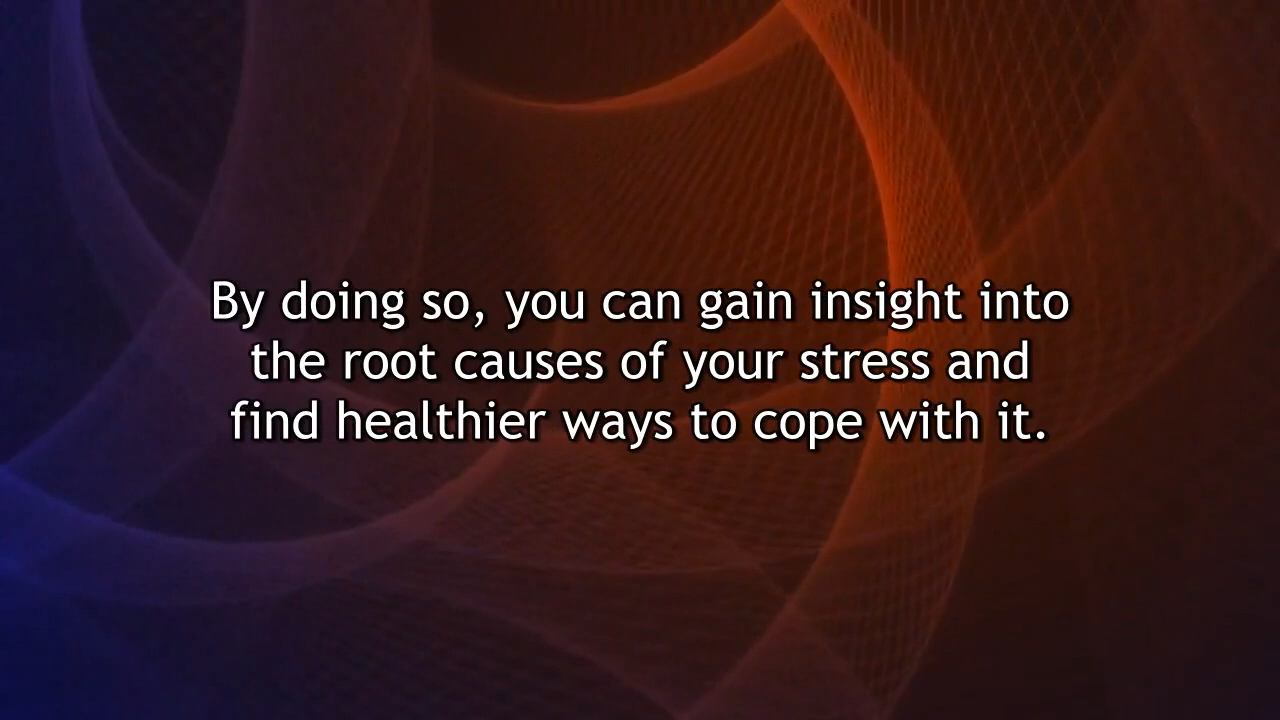 By doing so, you can gain insight into
the root causes of your stress and
find healthier ways to cope with it.